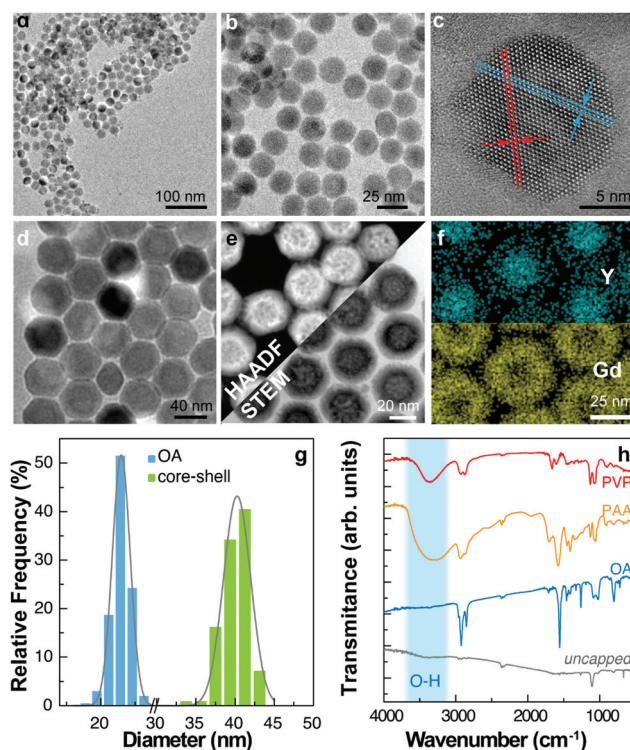 a
100 nm
b
25 nm
c
5 nm
d
40 nm
e
HAADF
STEM
20 nm
f
Y
Gd
25 nm
g
OA
core-shell
Relative Frequency (%)
50
40
30
20
10
0
20
30
35
40
45
50
Diameter (nm)
h
PVP
PAA
OA
uncapped
O-H
Transmitance (arb. units)
4000
3000
2000
1000
Wavenumber (cm⁻¹)